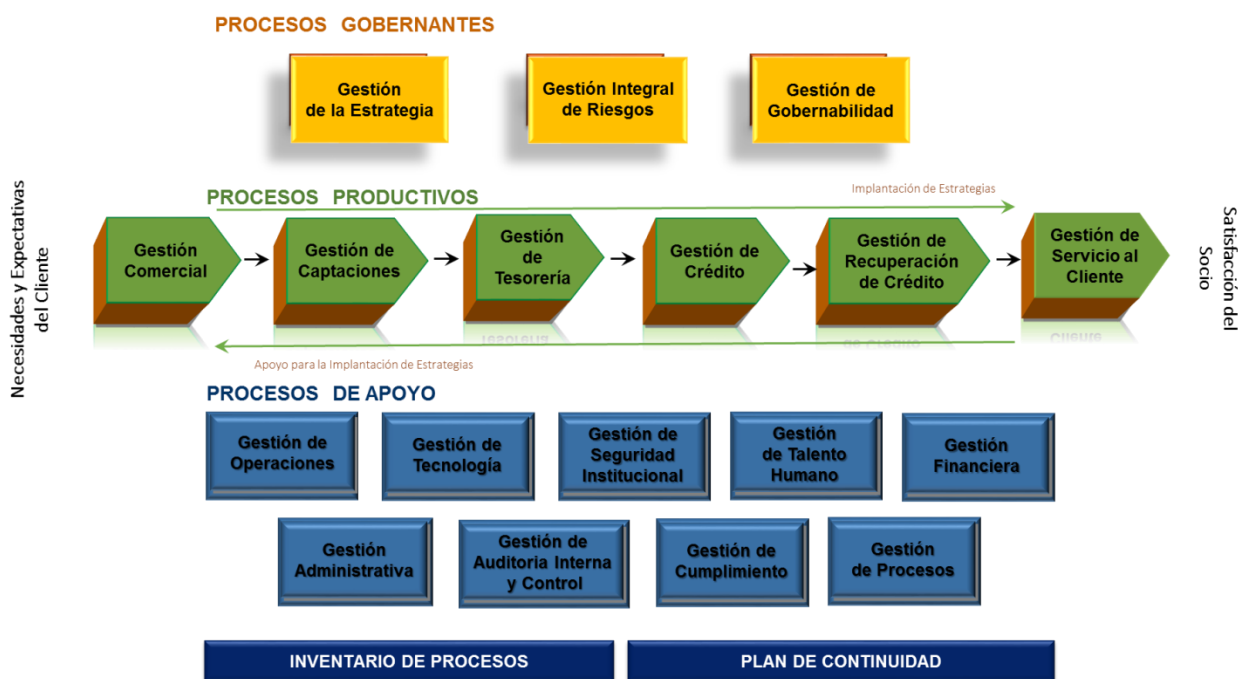 PROCESOS GOBERNANTES
Gestión
de la Estrategia
Gestión Integral
de Riesgos
Gestión de
Gobernabilidad
Necesidades y Expectativas
del Cliente
PROCESOS PRODUCTIVOS
Implantación de Estrategias
Gestión
Comercial
Gestión de
Captaciones
Gestión
de
Tesorería
Gestión de
Crédito
Gestión de
Recuperación
de Crédito
Gestión de
Servicio al
Cliente
Satisfacción del
Socio
Apoyo para la Implantación de Estrategias
PROCESOS DE APOYO
Gestión de
Operaciones
Gestión de
Tecnología
Gestión de
Seguridad
Institucional
Gestión
de Talento
Humano
Gestión
Financiera
Gestión
Administrativa
Gestión de
Auditoria Interna
y Control
Gestión de
Cumplimiento
Gestión
de Procesos
INVENTARIO DE PROCESOS
PLAN DE CONTINUIDAD